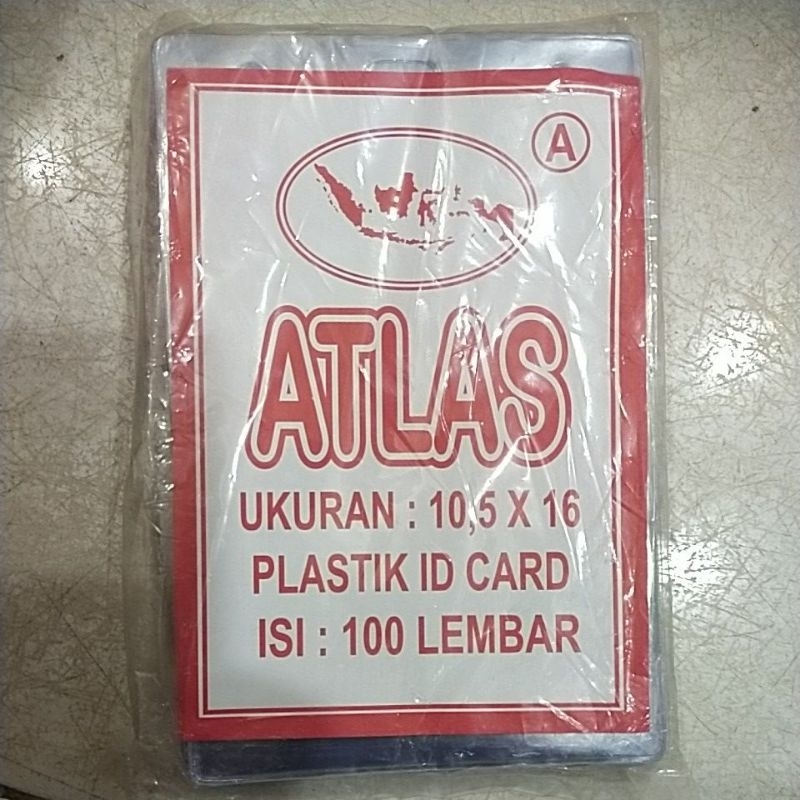 A
ATLAS
UKURAN : 10,5 X 16
PLASTIK ID CARD
ISI : 100 LEMBAR